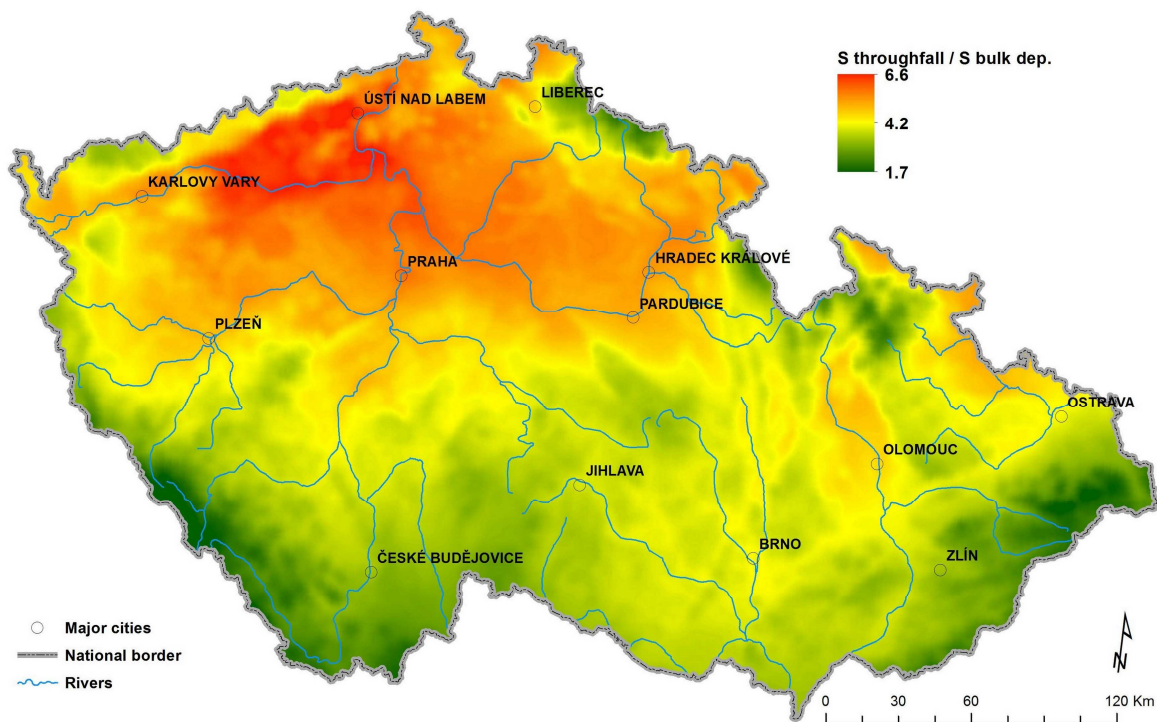 S throughfall / S bulk dep.
6.6
4.2
1.7
ÚSTÍ NAD LABEM
LIBEREC
KARLOVY VARY
PRAHA
HRADEC KRÁLOVÉ
PARDUBICE
PLZEŇ
OSTRAVA
OLOMOUC
JIHLAVA
BRNO
ČESKÉ BUDĚJOVICE
ZLÍN
Major cities
National border
Rivers
N
0 30 60 120 Km